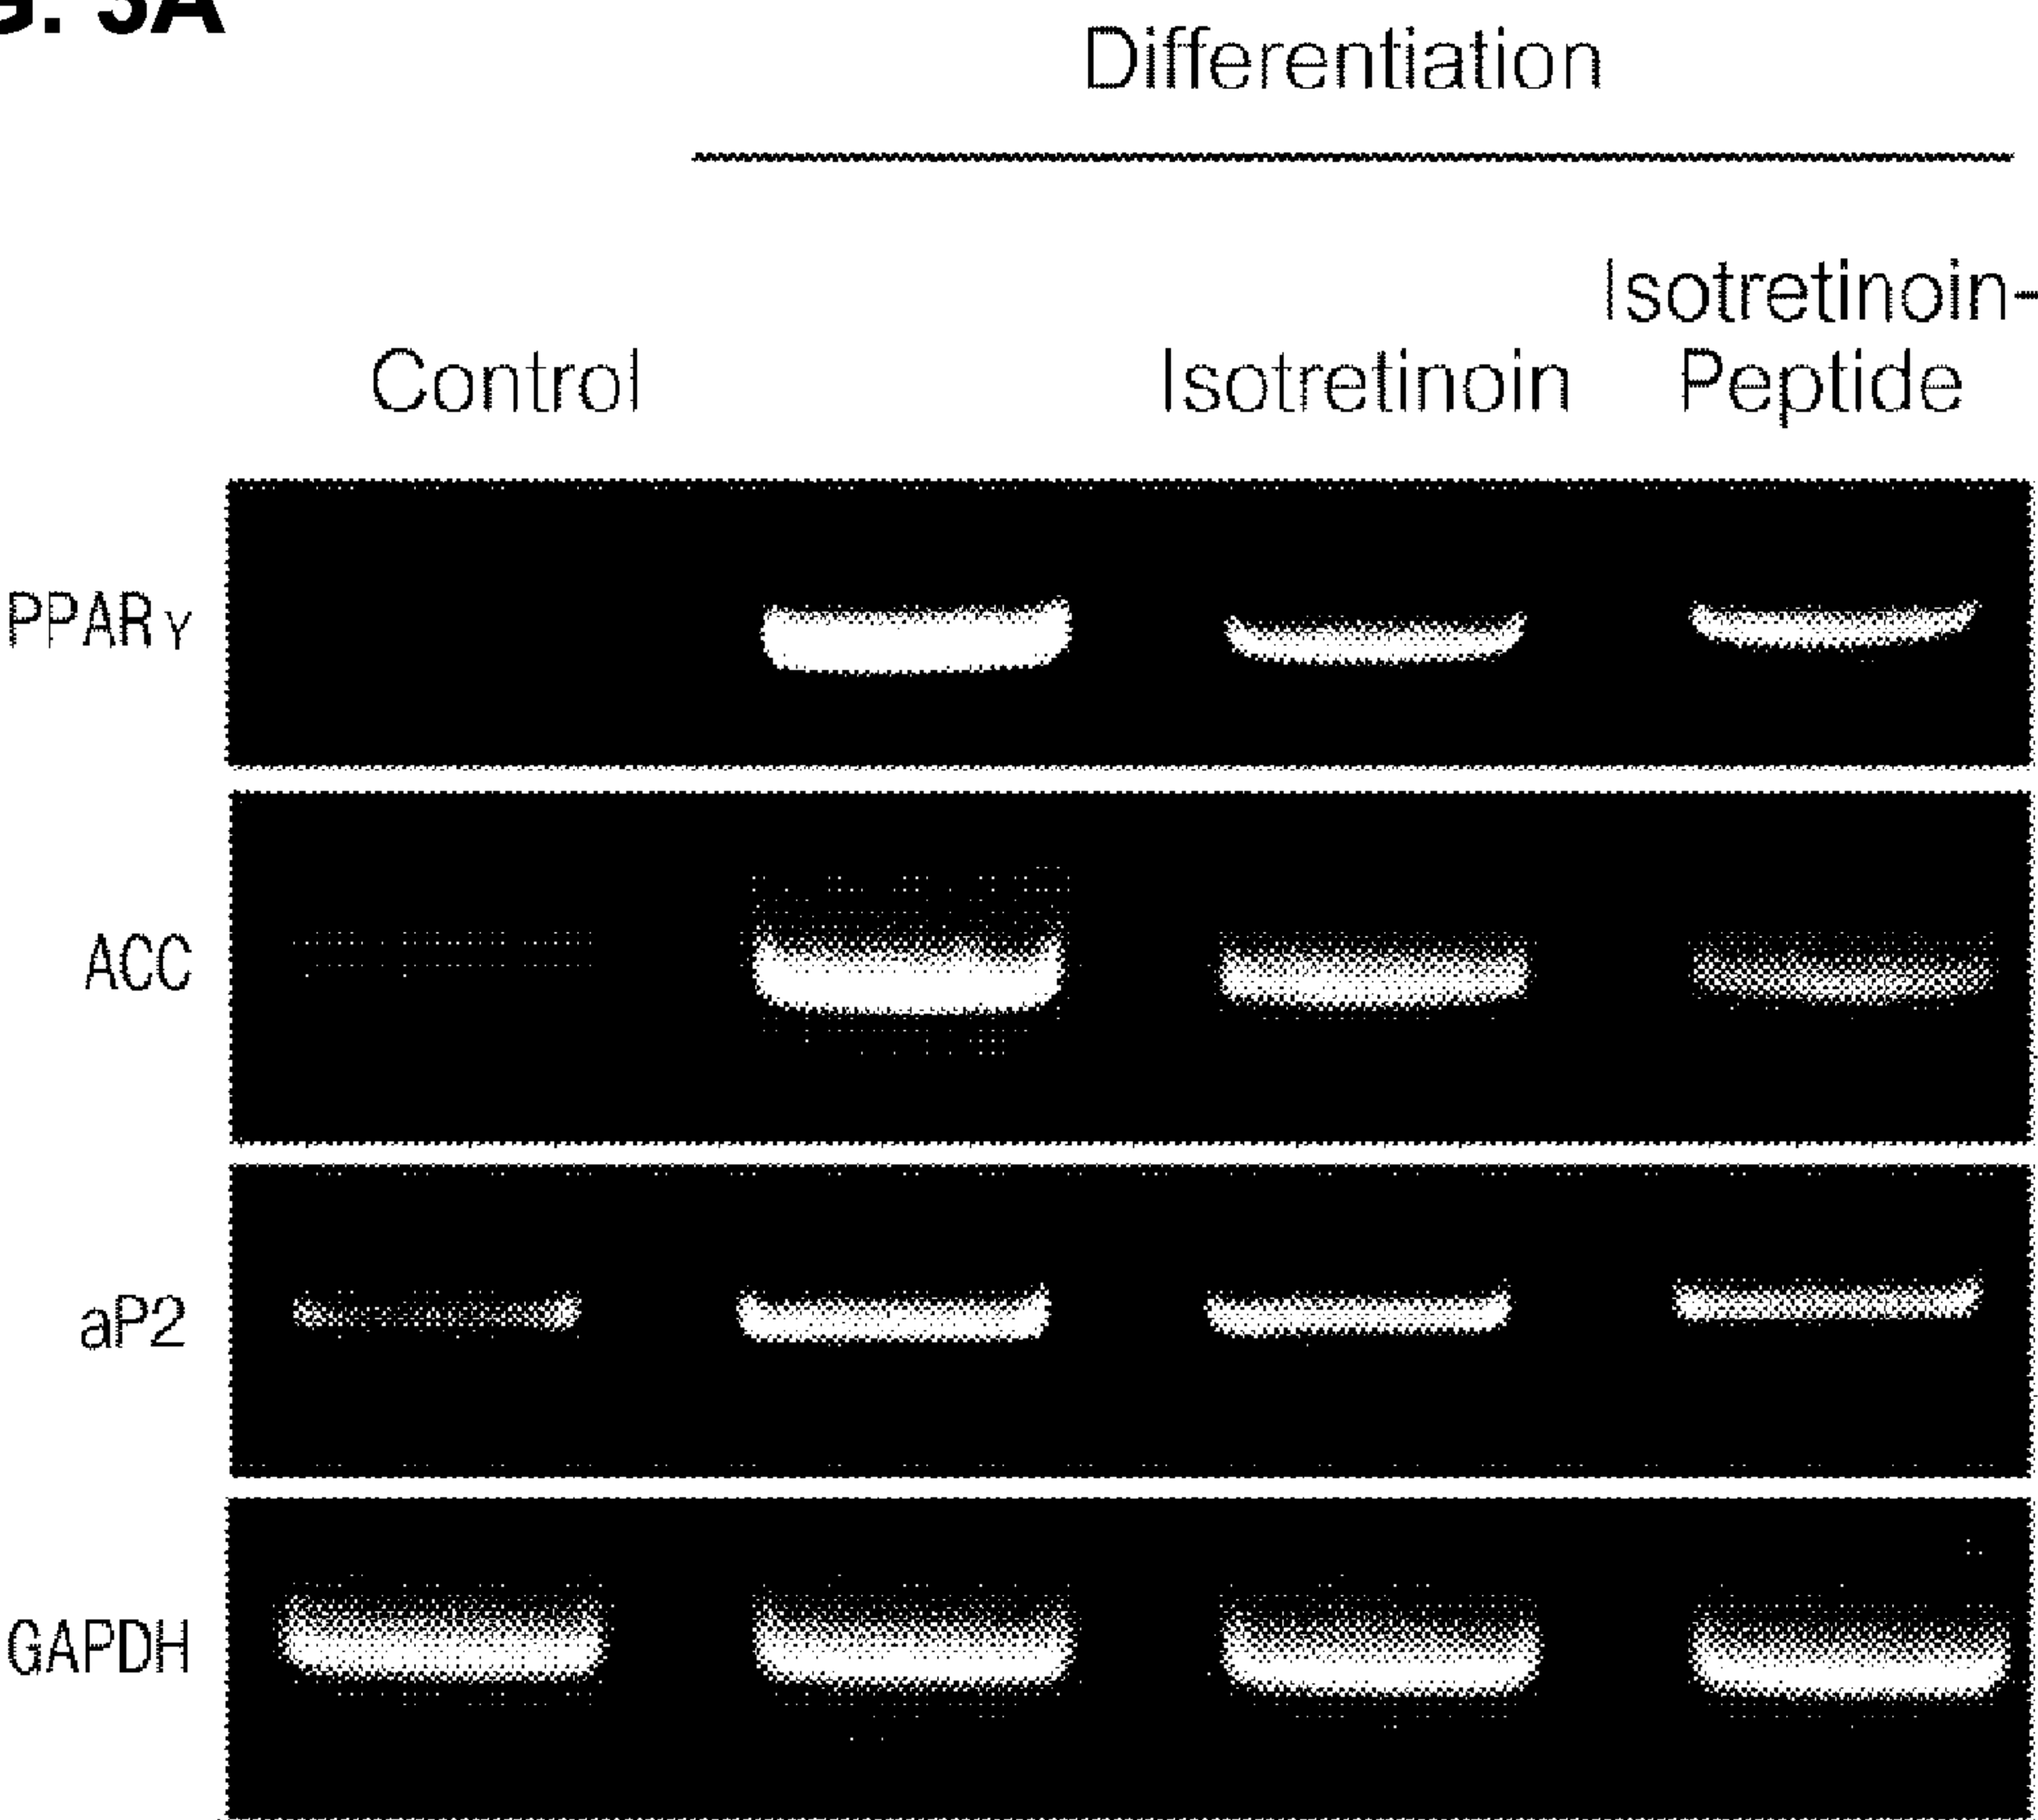 G. 3A
Differentiation
Control
Isotretinoin
Isotretinoin-
Peptide
PPARγ
ACC
aP2
GAPDH